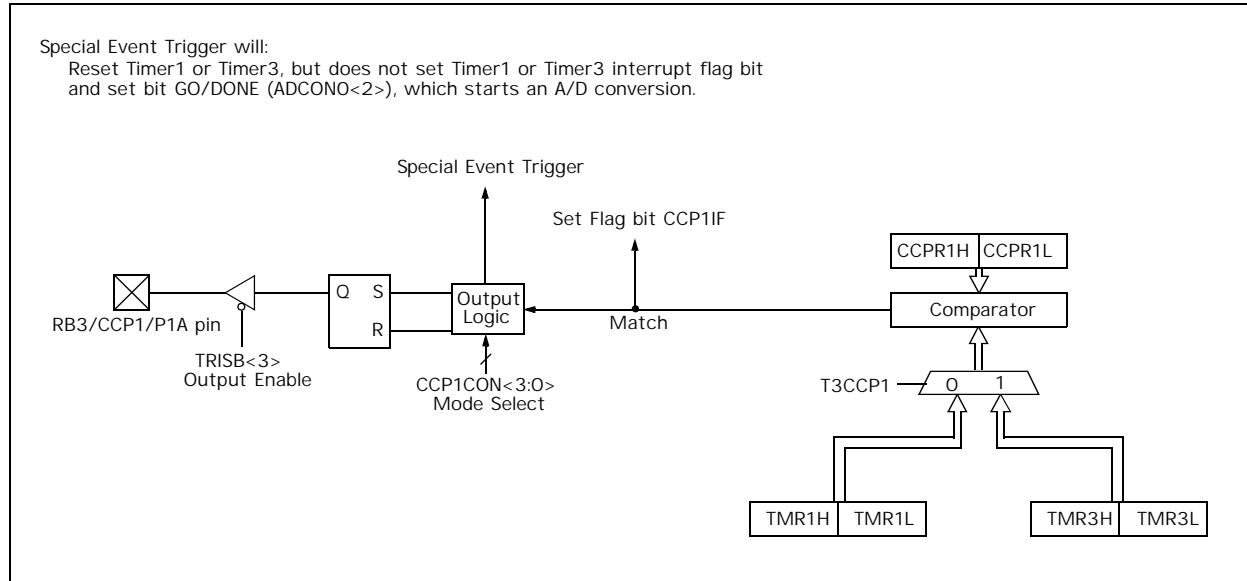 Special Event Trigger will:
Reset Timer1 or Timer3, but does not set Timer1 or Timer3 interrupt flag bit
and set bit GO/DONE (ADCON0<2>), which starts an A/D conversion.
Special Event Trigger
Set Flag bit CCP1IF
CCPR1H CCPR1L
Q S
R
Output
Logic
Match
Comparator
RB3/CCP1/P1A pin
TRISB<3>
Output Enable
CCP1CON<3:0>
Mode Select
T3CCP1
0 1
TMR1H TMR1L
TMR3H TMR3L